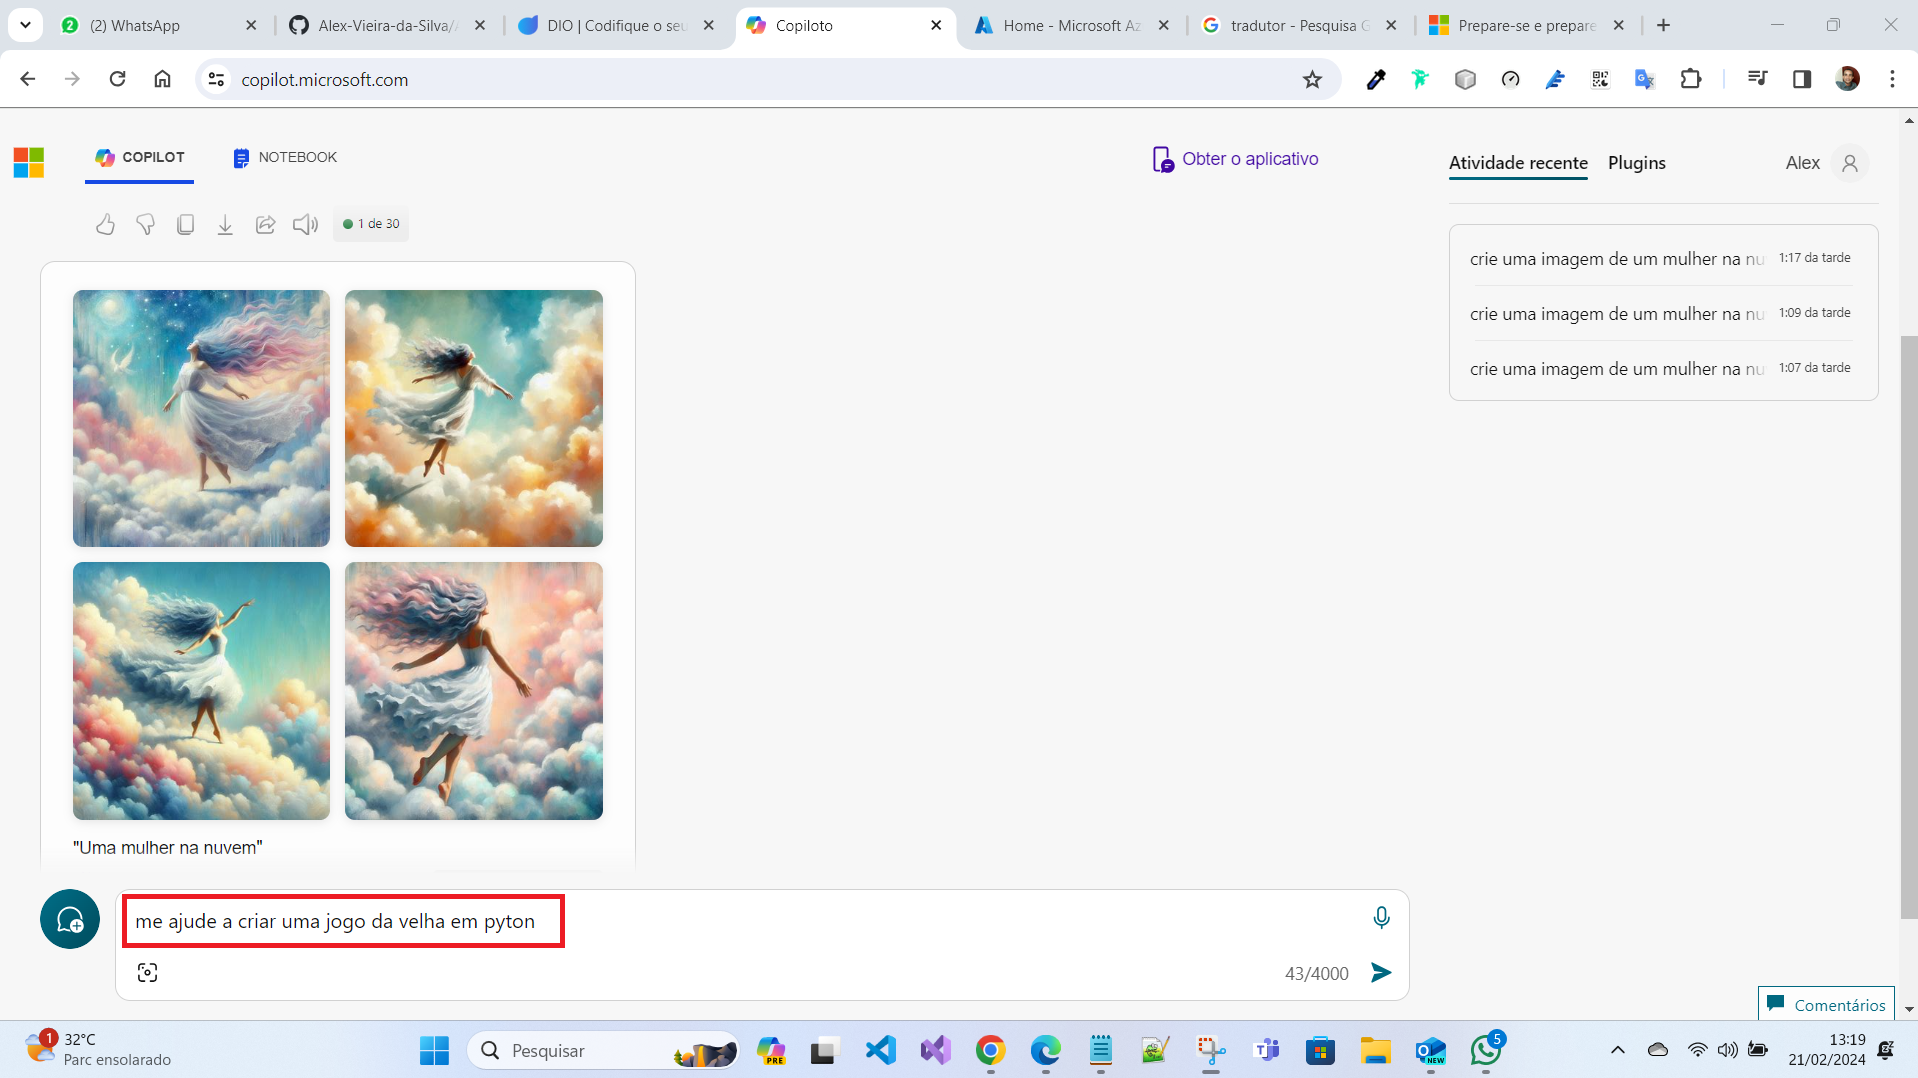 (2) WhatsApp
Alex-Vieira-da-Silva/
DIO | Codifique o seu
Copiloto
Home - Microsoft Az
tradutor - Pesquisa G
Prepare-se e prepare
copilot.microsoft.com
COPILOT
NOTEBOOK
Obter o aplicativo
Atividade recente
Plugins
Alex
1 de 30
crie uma imagem de um mulher na nu 1:17 da tarde
crie uma imagem de um mulher na nu 1:09 da tarde
crie uma imagem de um mulher na nu 1:07 da tarde
"Uma mulher na nuvem"
me ajude a criar uma jogo da velha em pyton
43/4000
Comentários
1
32°C
Parc ensolarado
Pesquisar
PRE
NEW
5
13:19
21/02/2024